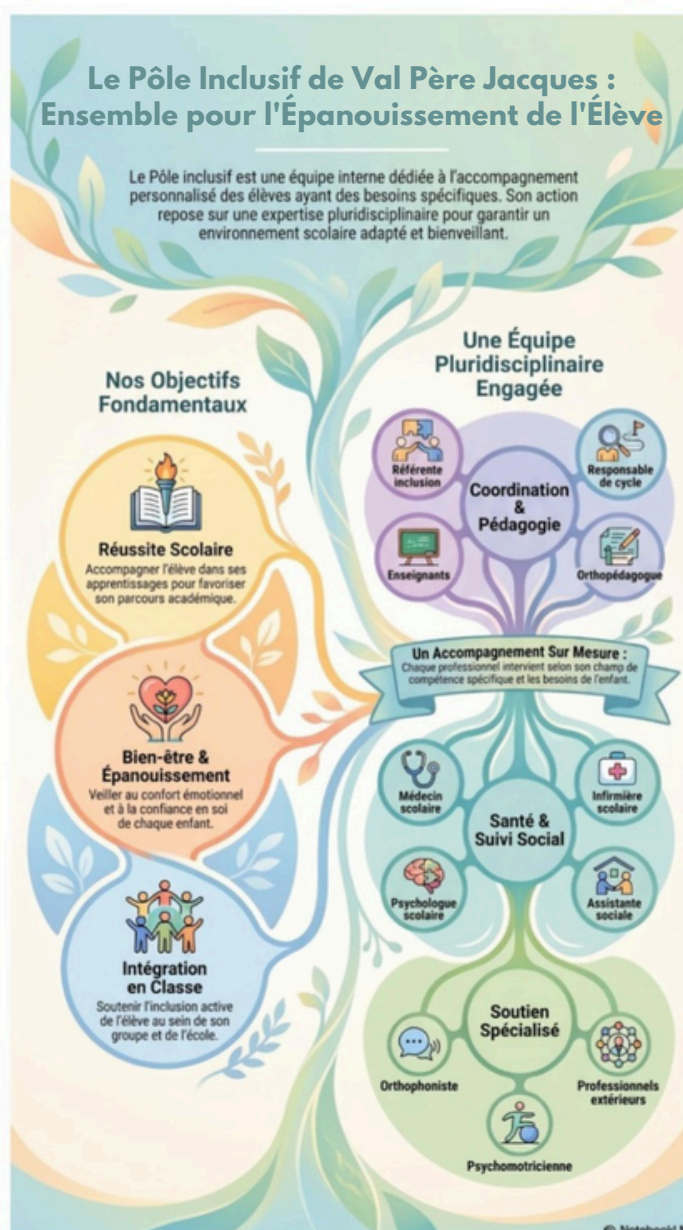 Le Pôle Inclusif de Val Père Jacques :
Ensemble pour l'Épanouissement de l'Élève
Le Pôle inclusif est une équipe interne dédiée à l'accompagnement
personnalisé des élèves ayant des besoins spécifiques. Son action
repose sur une expertise pluridisciplinaire pour garantir un
environnement scolaire adapté et bienveillant.
Nos Objectifs
Fondamentaux
Réussite Scolaire
Accompagner l'élève dans ses
apprentissages pour favoriser
son parcours académique.
Bien-être &
Épanouissement
Veiller au confort émotionnel
et à la confiance en soi
de chaque enfant.
Intégration
en Classe
Soutenir l'inclusion active
de l'élève au sein de son
groupe et de l'école.
Une Équipe
Pluridisciplinaire
Engagée
Référente
inclusion
Responsable
de cycle
Coordination
&
Pédagogie
Enseignants
Orthopédagogue
Un Accompagnement Sur Mesure :
Chaque professionnel intervient selon son champ de
compétence spécifique et les besoins de l'enfant.
Médecin
scolaire
Infirmière
scolaire
Santé &
Suivi Social
Psychologue
scolaire
Assistante
sociale
Soutien
Spécialisé
Orthophoniste
Professionnels
extérieurs
Psychomotricienne